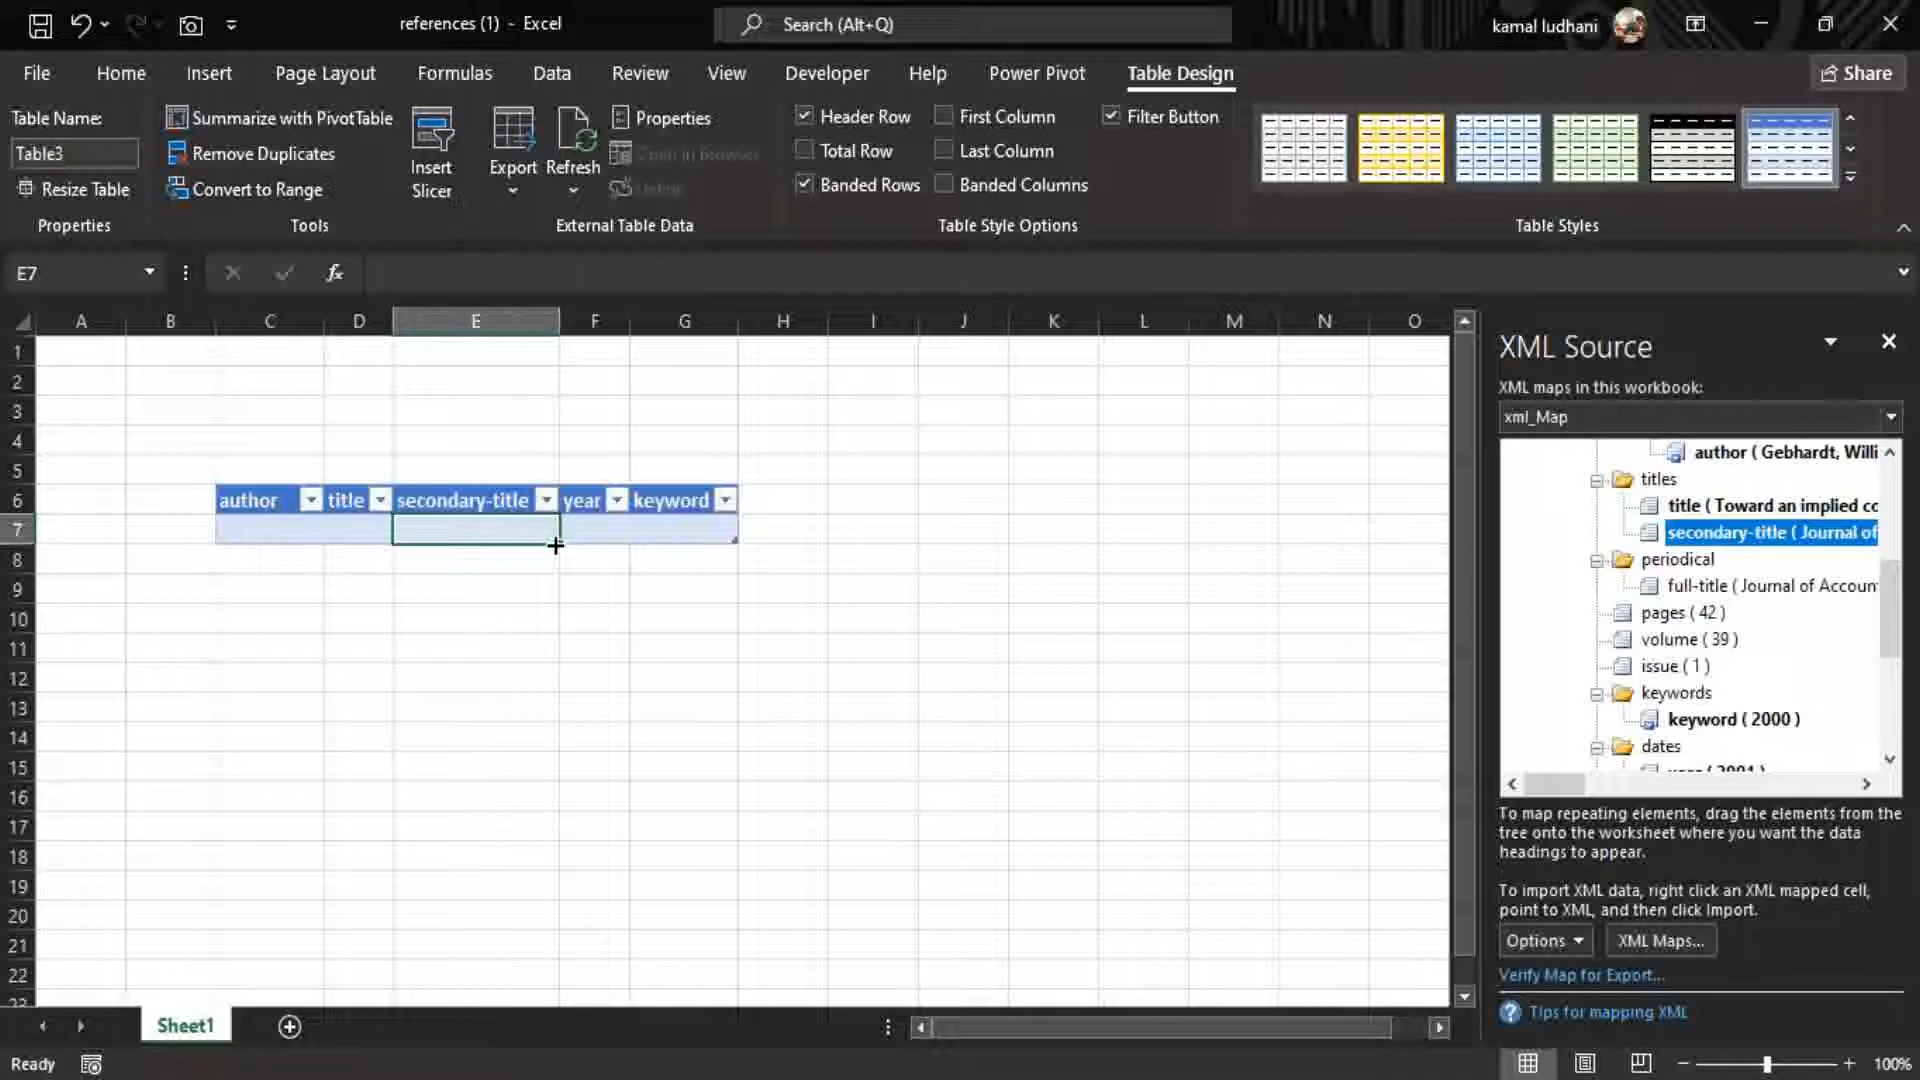 references (1) - Excel
Search (Alt+Q)
kamal ludhani
File Home Insert Page Layout Formulas Data Review View Developer Help Power Pivot Table Design
Share
Table Name:
Table3
Resize Table
Properties
Summarize with PivotTable
Remove Duplicates
Convert to Range
Tools
Insert
Slicer
Export
Refresh
Properties
Open in Browser
Unlink
External Table Data
Header Row
Total Row
Banded Rows
First Column
Last Column
Banded Columns
Filter Button
Table Style Options
Table Styles
E7
fx
A B C D E F G H I J K L M N O
1
2
3
4
5
6 author title secondary-title year keyword
7
8
9
10
11
12
13
14
15
16
17
18
19
20
21
22
23
XML Source
XML maps in this workbook:
xml_Map
author ( Gebhardt, Willi
titles
title ( Toward an implied cc
secondary-title ( Journal of
periodical
full-title ( Journal of Accoun
pages ( 42 )
volume ( 39 )
issue ( 1 )
keywords
keyword ( 2000 )
dates
year ( 2001 )
To map repeating elements, drag the elements from the
tree onto the worksheet where you want the data
headings to appear.
To import XML data, right click an XML mapped cell,
point to XML, and then click Import.
Options
XML Maps...
Verify Map for Export...
Tips for mapping XML
Sheet1
Ready
100%